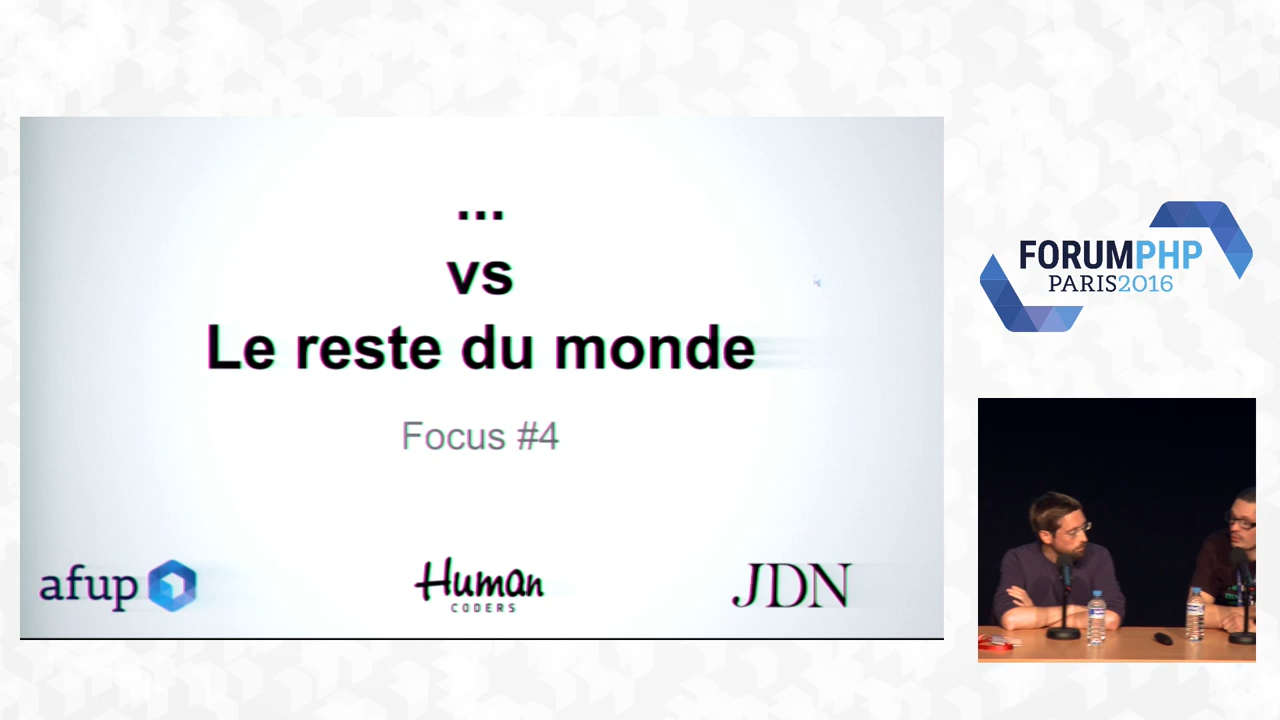 ...
vs
Le reste du monde
Focus #4
afup
Human
CODERS
JDN
FORUMPHP
PARIS2016